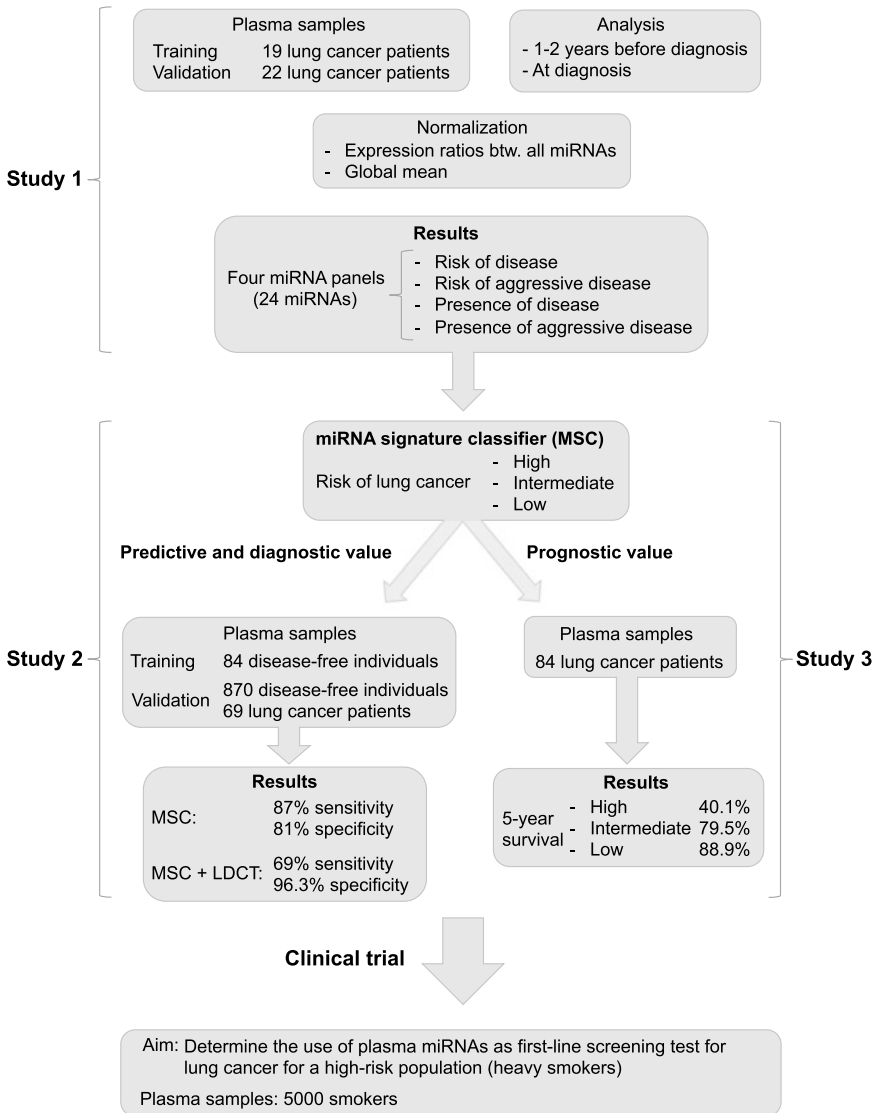 Plasma samples
Training 19 lung cancer patients
Validation 22 lung cancer patients
Analysis
- 1-2 years before diagnosis
- At diagnosis
Normalization
- Expression ratios btw. all miRNAs
- Global mean
Study 1
Results
Four miRNA panels
(24 miRNAs)
- Risk of disease
- Risk of aggressive disease
- Presence of disease
- Presence of aggressive disease
miRNA signature classifier (MSC)
Risk of lung cancer
- High
- Intermediate
- Low
Predictive and diagnostic value
Prognostic value
Study 2
Plasma samples
Training 84 disease-free individuals
Validation 870 disease-free individuals
69 lung cancer patients
Plasma samples
84 lung cancer patients
Study 3
Results
MSC: 87% sensitivity
81% specificity
MSC + LDCT: 69% sensitivity
96.3% specificity
Results
5-year
survival
- High 40.1%
- Intermediate 79.5%
- Low 88.9%
Clinical trial
Aim: Determine the use of plasma miRNAs as first-line screening test for
lung cancer for a high-risk population (heavy smokers)
Plasma samples: 5000 smokers